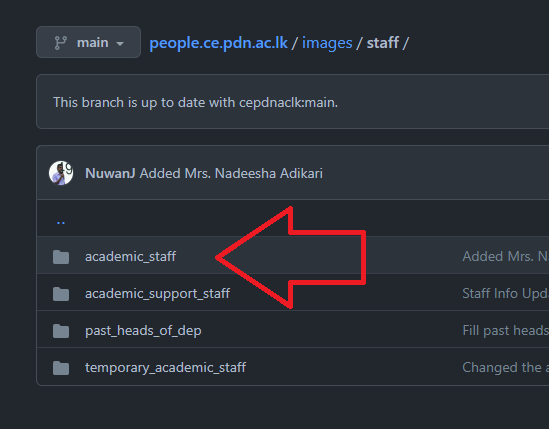 main people.ce.pdn.ac.lk / images / staff /
This branch is up to date with cepdnaclk:main.
NuwanJ Added Mrs. Nadeesha Adikari
..
academic_staff Added Mrs. N
academic_support_staff Staff Info Upd
past_heads_of_dep Fill past heads
temporary_academic_staff Changed the a